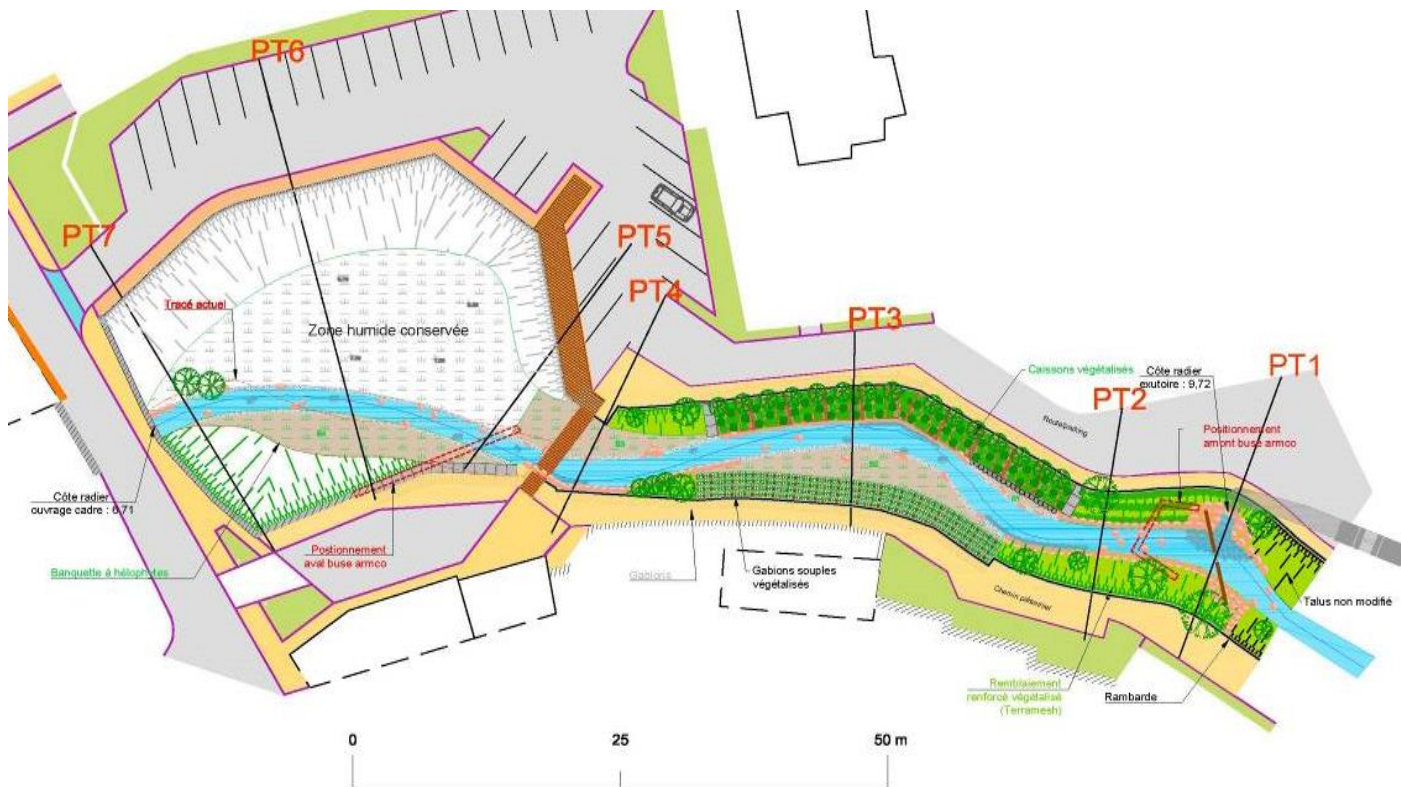 PT6
PT7
PT5
PT4
PT3
PT2
PT1
Tracé actuel
Zone humide conservée
Caissons végétalisés
Côte radier
exutoire : 9,72
Route/parking
Positionnement
amont buse armco
Côte radier
ouvrage cadre : 6,71
Banquette à hélophytes
Postionnement
aval buse armco
Gabions
Gabions souples
végétalisés
Chemin piétonnier
Talus non modifié
Remblaiement
renforcé végétalisé
(Terramesh)
Rambarde
0
25
50 m